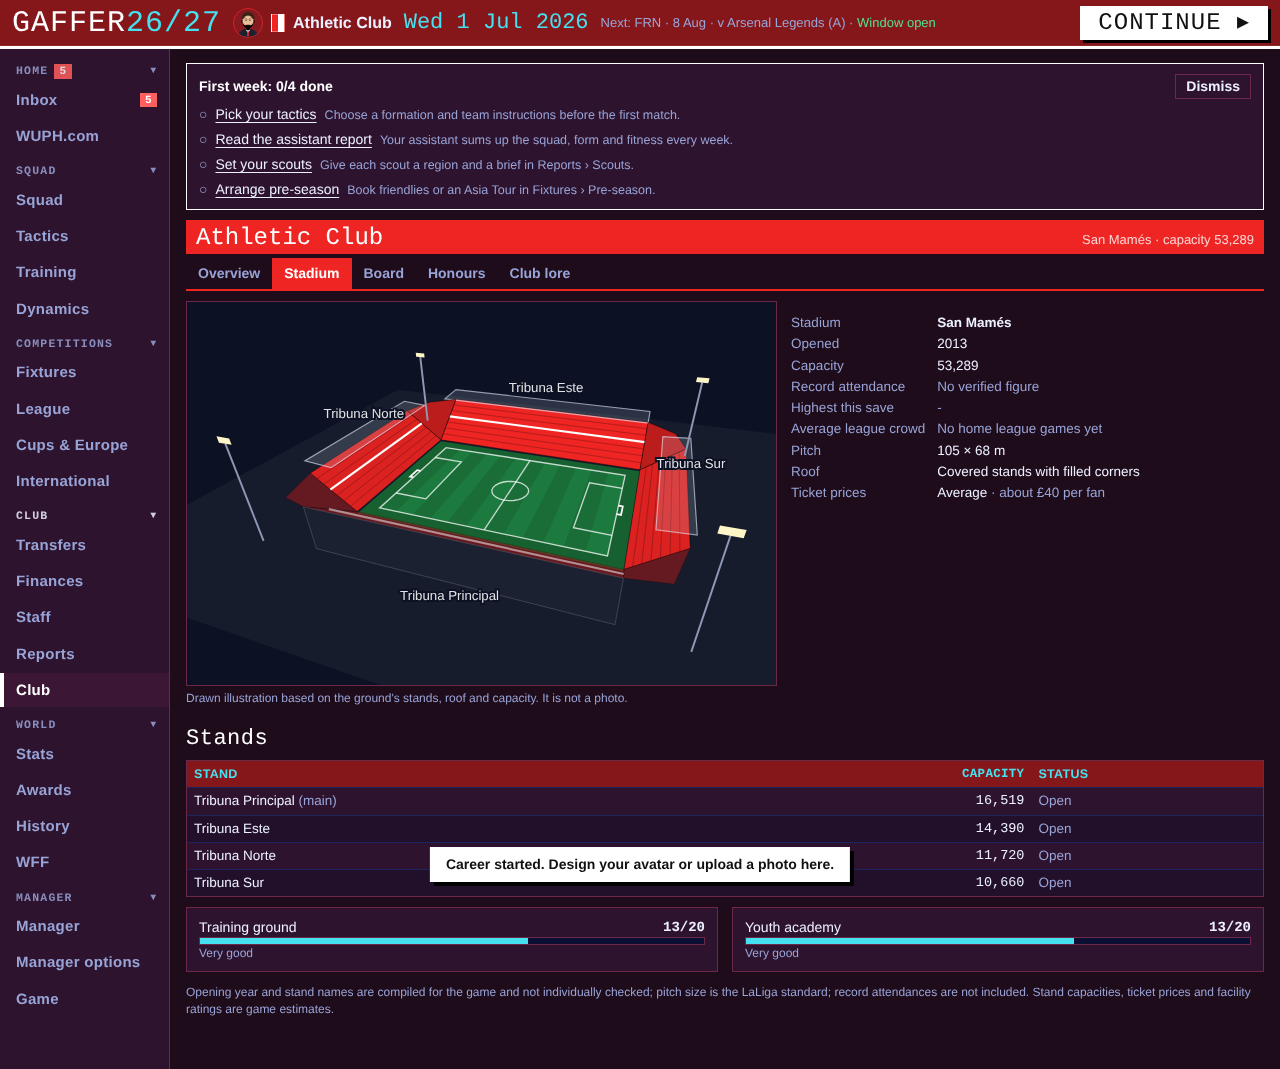 GAFFER26/27 Athletic Club Wed 1 Jul 2026 Next: FRN · 8 Aug · v Arsenal Legends (A) · Window open CONTINUE ▶
HOME 5 ▼
Inbox 5
WUPH.com
SQUAD ▼
Squad
Tactics
Training
Dynamics
COMPETITIONS ▼
Fixtures
League
Cups & Europe
International
CLUB ▼
Transfers
Finances
Staff
Reports
Club
WORLD ▼
Stats
Awards
History
WFF
MANAGER ▼
Manager
Manager options
Game
First week: 0/4 done Dismiss
○ Pick your tactics Choose a formation and team instructions before the first match.
○ Read the assistant report Your assistant sums up the squad, form and fitness every week.
○ Set your scouts Give each scout a region and a brief in Reports › Scouts.
○ Arrange pre-season Book friendlies or an Asia Tour in Fixtures › Pre-season.
Athletic Club San Mamés · capacity 53,289
Overview Stadium Board Honours Club lore
Tribuna Este
Tribuna Norte
Tribuna Sur
Tribuna Principal
Stadium San Mamés
Opened 2013
Capacity 53,289
Record attendance No verified figure
Highest this save -
Average league crowd No home league games yet
Pitch 105 × 68 m
Roof Covered stands with filled corners
Ticket prices Average · about £40 per fan
Drawn illustration based on the ground's stands, roof and capacity. It is not a photo.
Stands
STAND CAPACITY STATUS
Tribuna Principal (main) 16,519 Open
Tribuna Este 14,390 Open
Tribuna Norte 11,720 Open
Tribuna Sur 10,660 Open
Career started. Design your avatar or upload a photo here.
Training ground 13/20
Very good
Youth academy 13/20
Very good
Opening year and stand names are compiled for the game and not individually checked; pitch size is the LaLiga standard; record attendances are not included. Stand capacities, ticket prices and facility
ratings are game estimates.